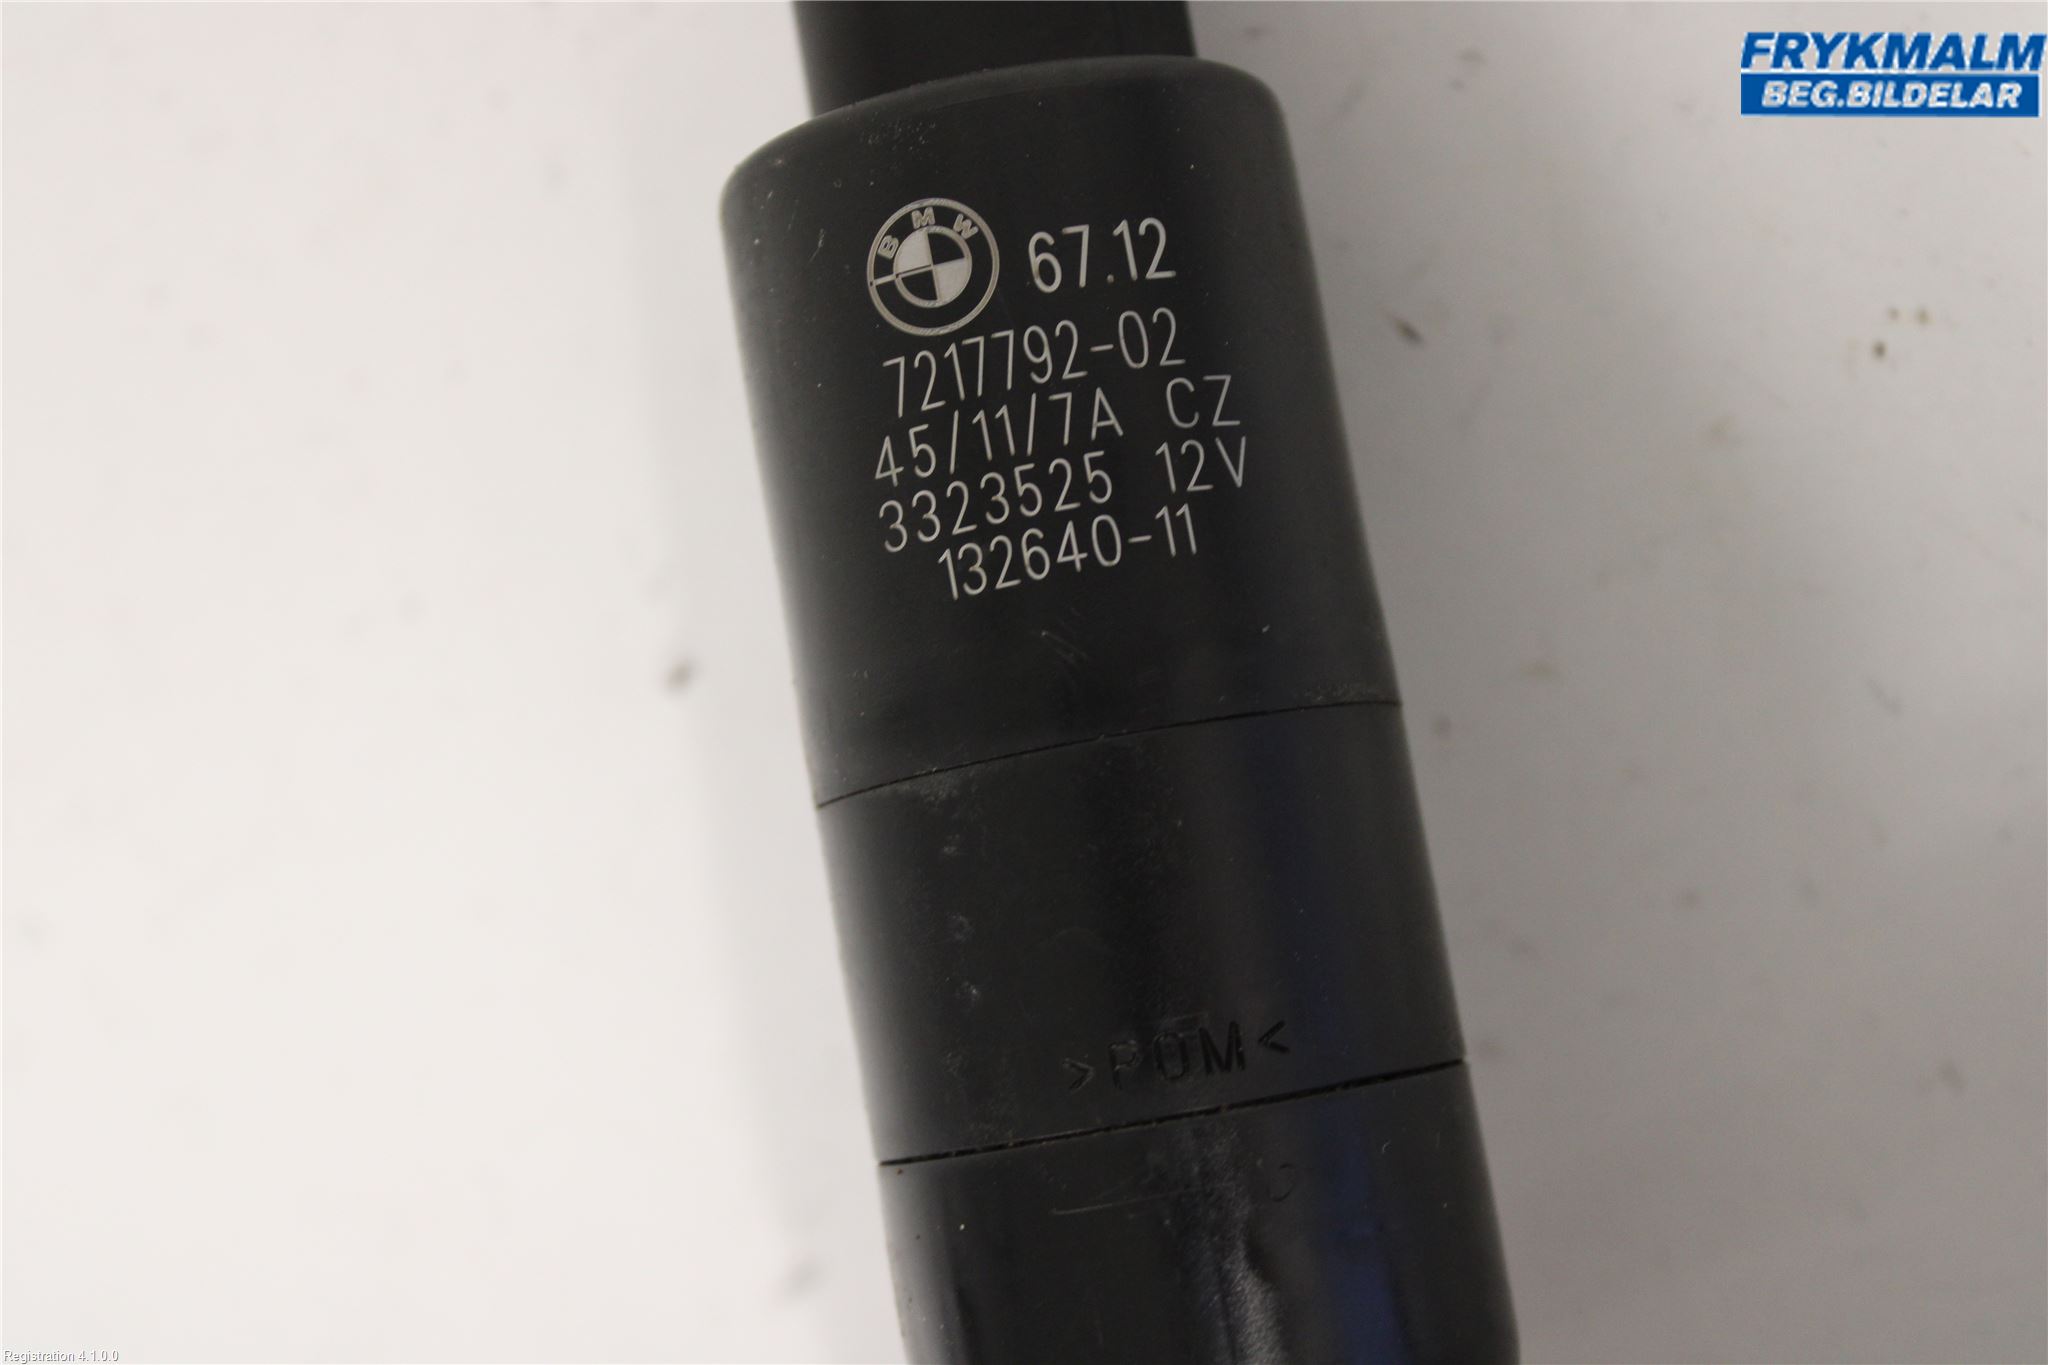 FRYKMALM
BEG.BILDELAR
BMW
67.12
7217792-02
45/11/7A CZ
3323525 12V
132640-11
>POM<
Registration 4.1.0.0